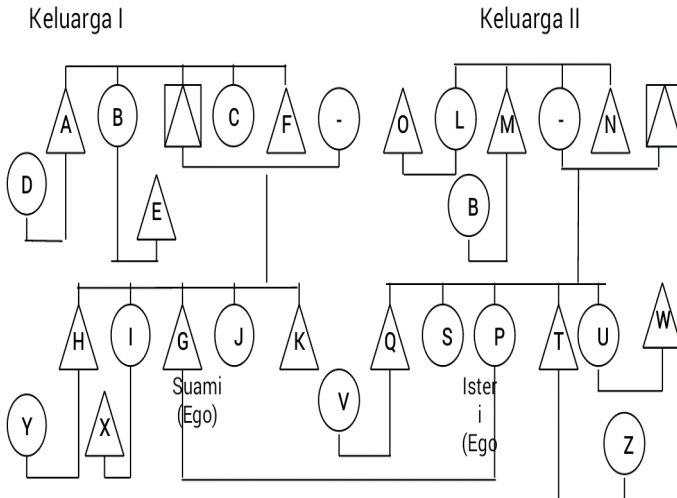 Keluarga I
Keluarga II
A B C F - O L M - N
D E B
H I G J K Q S P T U W
Suami
(Ego)
Ister
i
(Ego
Y X V Z